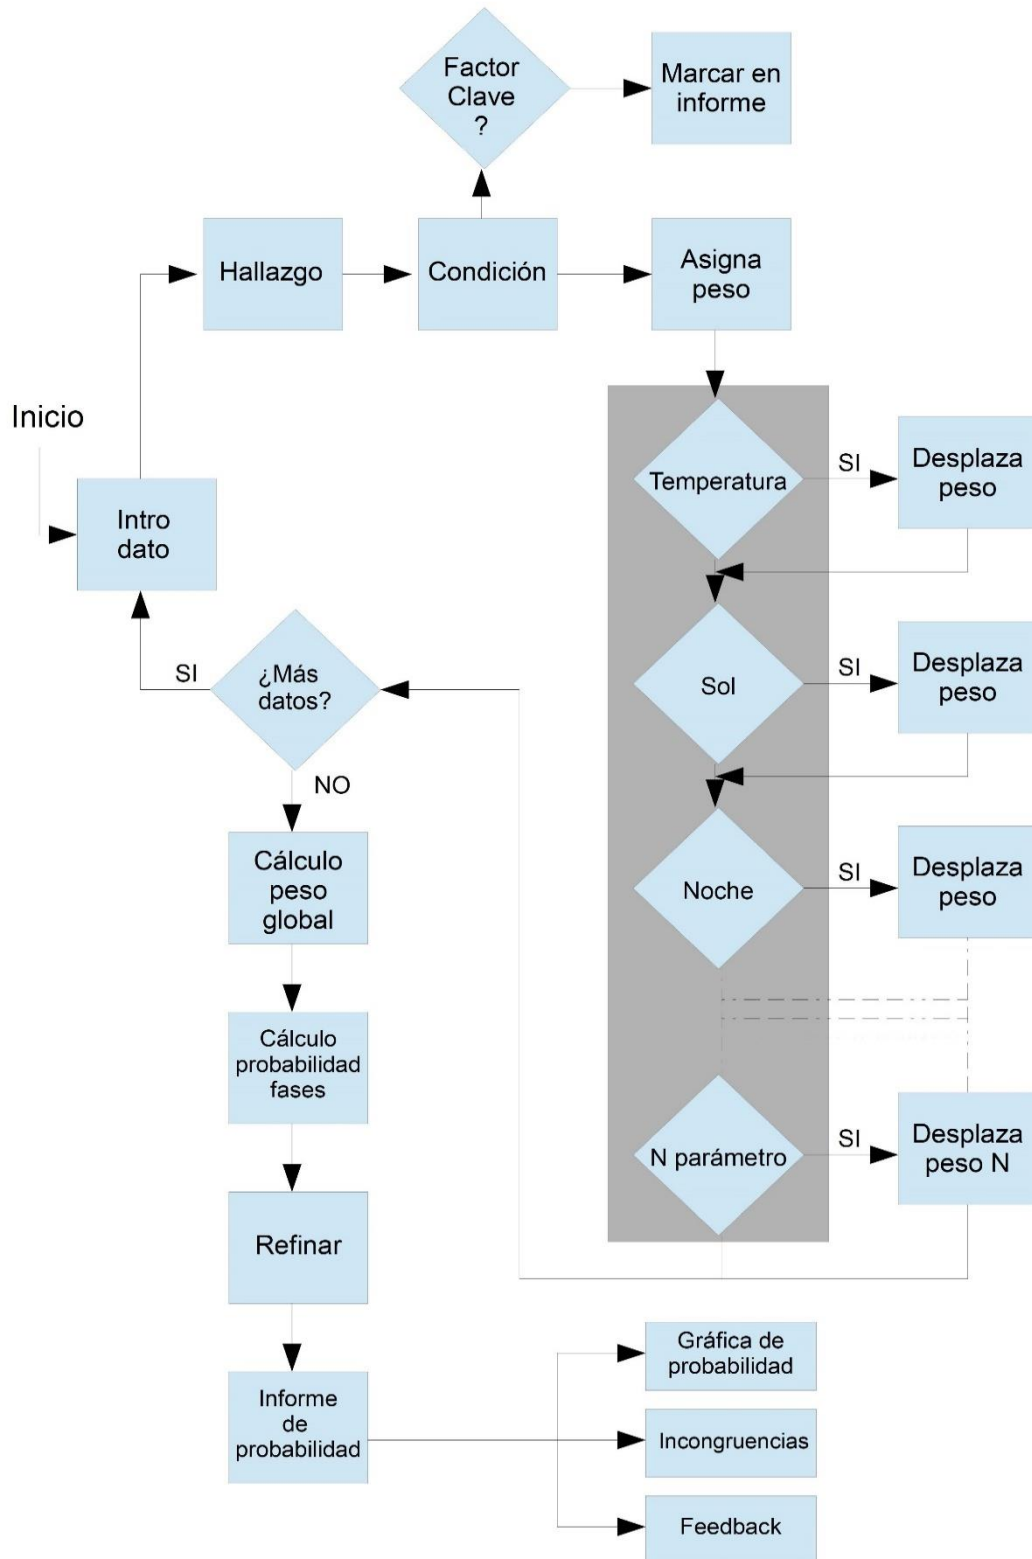 Factor
Clave
?
Marcar en
informe
Hallazgo
Condición
Asigna
peso
Inicio
Intro
dato
Temperatura
SI
Desplaza
peso
Sol
SI
Desplaza
peso
SI
¿Más
datos?
NO
Noche
SI
Desplaza
peso
Cálculo
peso
global
Cálculo
probabilidad
fases
N parámetro
SI
Desplaza
peso N
Refinar
Informe
de
probabilidad
Gráfica de
probabilidad
Incongruencias
Feedback